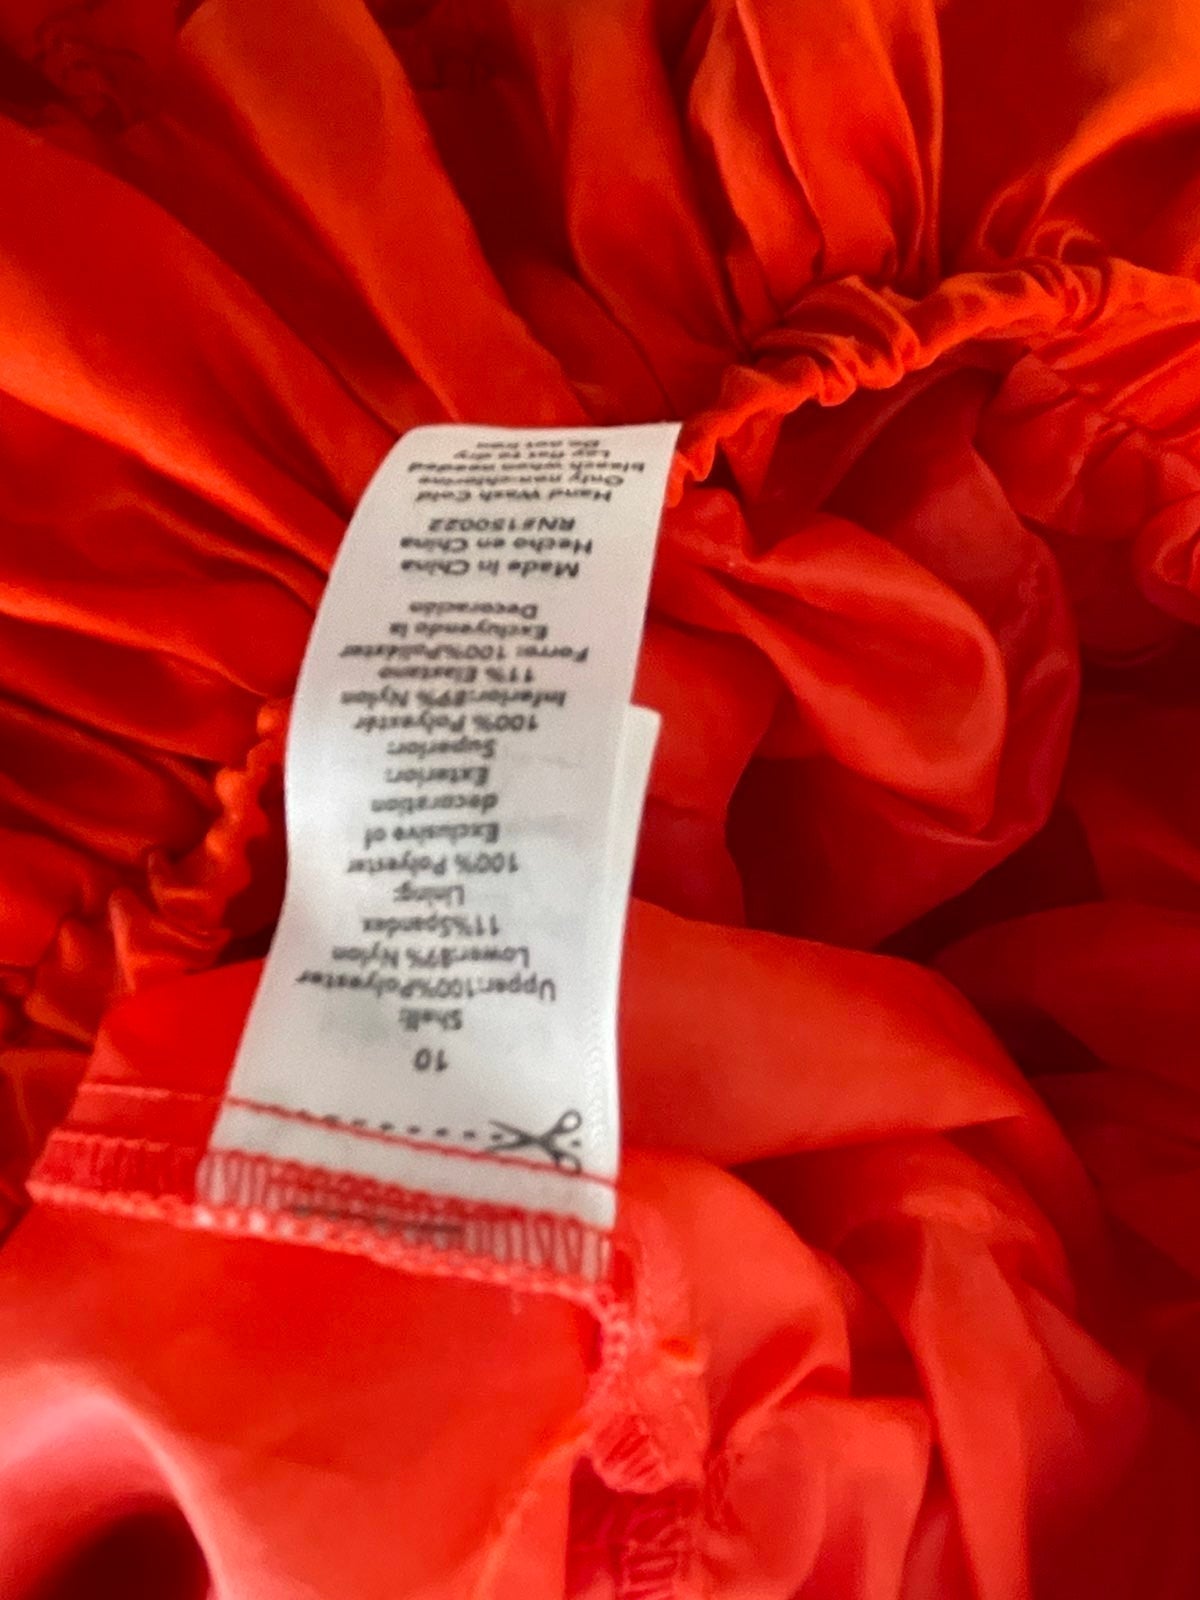 10
Shell:
Upper:100%Polyester
Lower:89% Nylon
11%Spandex
Lining:
100% Polyester
Exclusive of
decoration
Exterior:
Superior:
100% Polyestér
Inferior:89% Nylon
11% Elastano
Forro: 100%Poliéster
Excluyendo la
Decoración
Made In China
Hecho en China
RN#150022
Hand Wash Cold
Only non-chlorine
bleach when needed
Lay flat to dry
Do not Iron